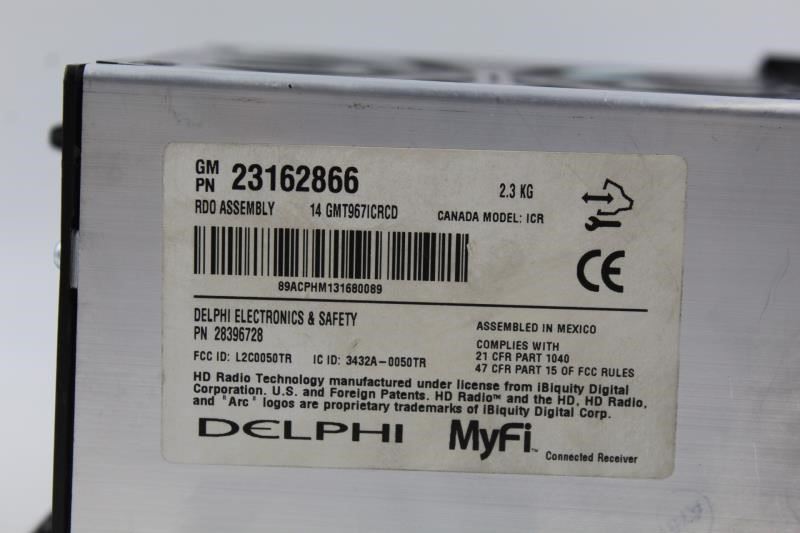 GM PN 23162866 2.3 KG
RDO ASSEMBLY 14 GMT967ICRCD CANADA MODEL: ICR
89ACPHM131680089
CE
DELPHI ELECTRONICS & SAFETY
PN 28396728
FCC ID: L2C0050TR IC ID: 3432A-0050TR
ASSEMBLED IN MEXICO
COMPLIES WITH
21 CFR PART 1040
47 CFR PART 15 OF FCC RULES
HD Radio Technology manufactured under license from iBiquity Digital
Corporation. U.S. and Foreign Patents. HD Radio™ and the HD, HD Radio,
and "Arc" logos are proprietary trademarks of iBiquity Digital Corp.
DELPHI MyFi™ Connected Receiver